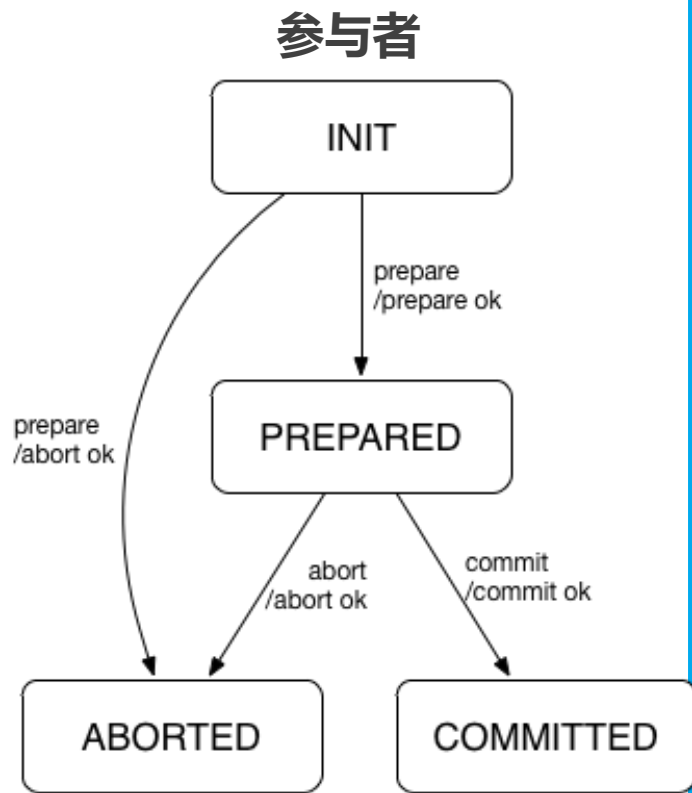 参与者
INIT
prepare
/prepare ok
prepare
/abort ok
PREPARED
abort
/abort ok
commit
/commit ok
ABORTED
COMMITTED